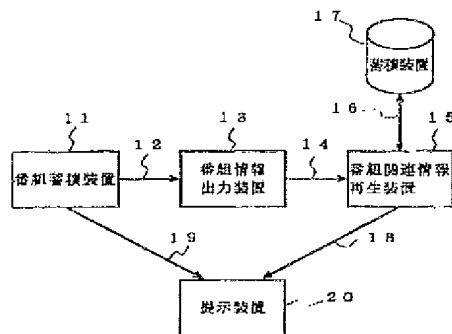 17
蓄積装置
16
15
11
12
13
14
番組蓄積装置
番組情報
出力装置
番組関連情報
再生装置
19
18
提示装置
20